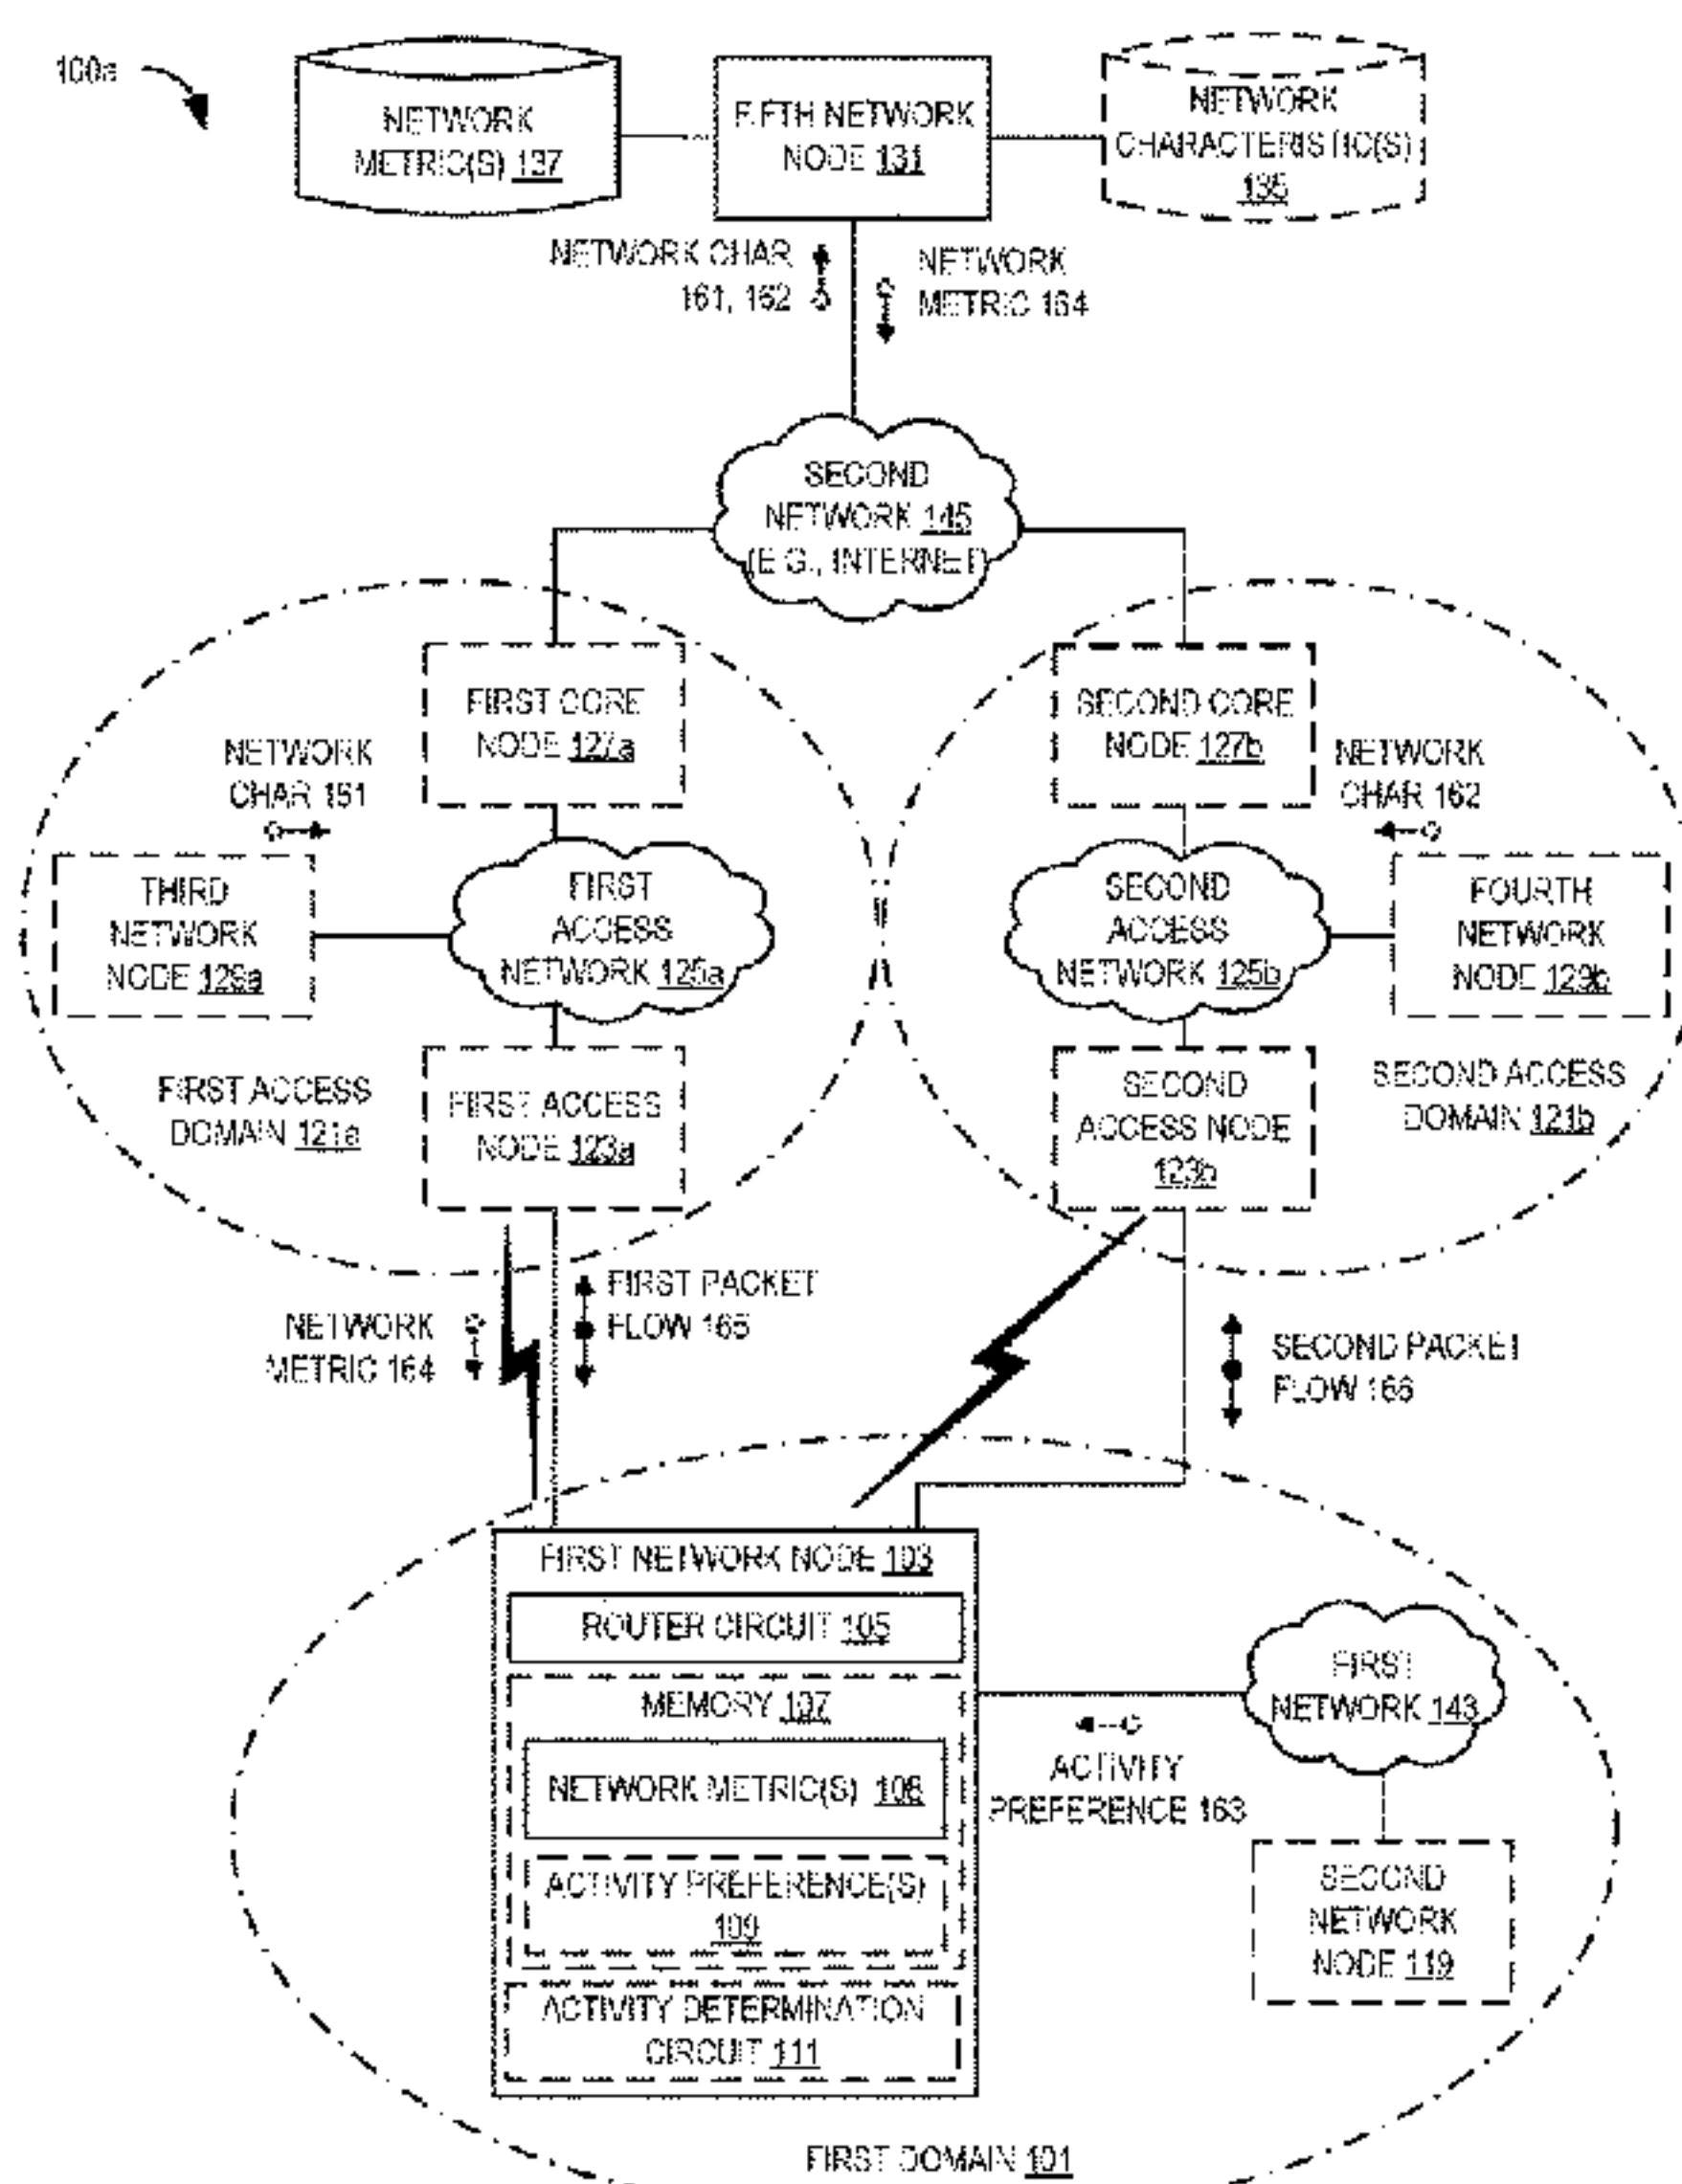 100a
NETWORK
METRIC(S) 137
FIFTH NETWORK
NODE 131
NETWORK
CHARACTERISTIC(S)
135
NETWORK CHAR
161, 162
NETWORK
METRIC 164
SECOND
NETWORK 145
(E.G., INTERNET)
FIRST CORE
NODE 127a
SECOND CORE
NODE 127b
NETWORK
CHAR 161
NETWORK
CHAR 162
THIRD
NETWORK
NODE 129a
FIRST
ACCESS
NETWORK 125a
SECOND
ACCESS
NETWORK 125b
FOURTH
NETWORK
NODE 129b
FIRST ACCESS
DOMAIN 121a
FIRST ACCESS
NODE 123a
SECOND
ACCESS NODE
123b
SECOND ACCESS
DOMAIN 121b
NETWORK
METRIC 164
FIRST PACKET
FLOW 165
SECOND PACKET
FLOW 166
FIRST NETWORK NODE 103
ROUTER CIRCUIT 105
MEMORY 107
NETWORK METRIC(S) 108
ACTIVITY PREFERENCE(S)
109
ACTIVITY DETERMINATION
CIRCUIT 111
FIRST
NETWORK 143
ACTIVITY
PREFERENCE 163
SECOND
NETWORK
NODE 119
FIRST DOMAIN 101